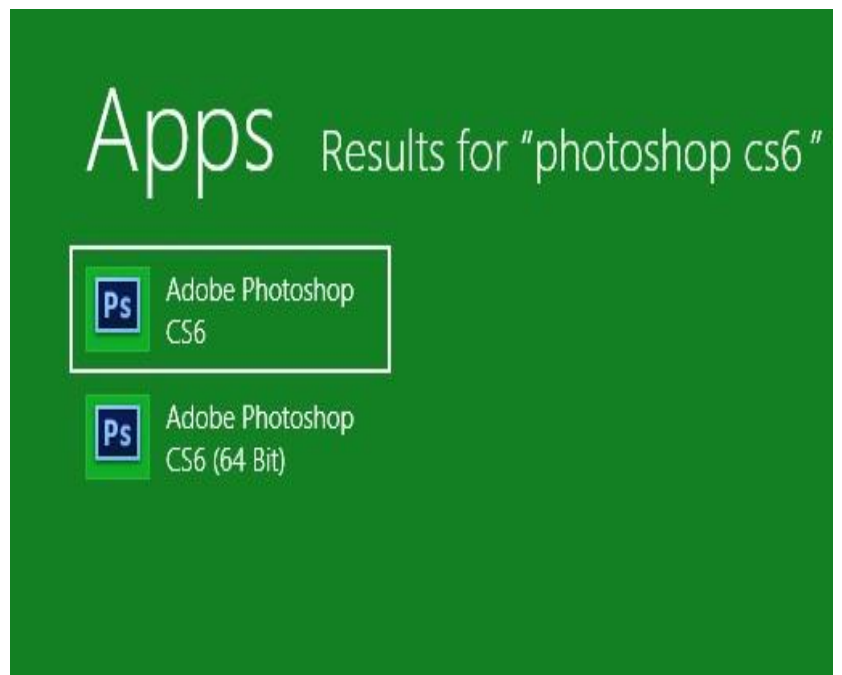 Apps Results for "photoshop cs6"
Ps Adobe Photoshop
CS6
Ps Adobe Photoshop
CS6 (64 Bit)